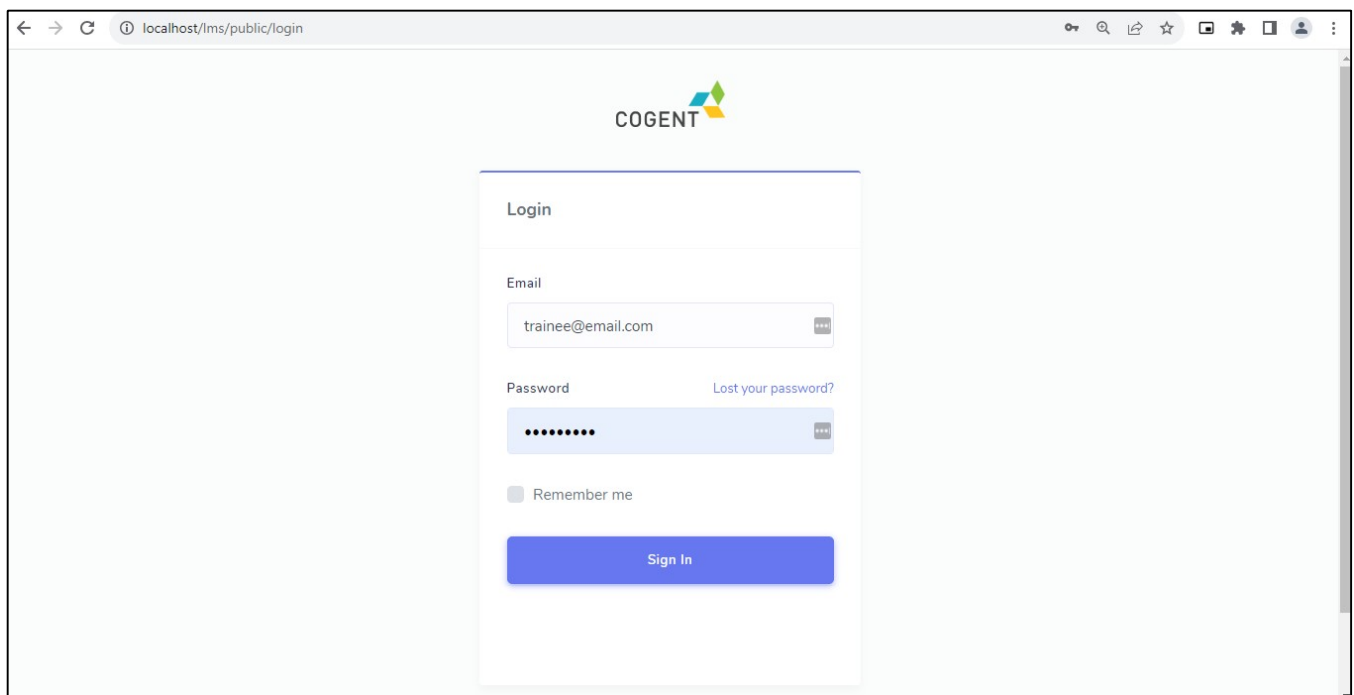 localhost/lms/public/login
COGENT
Login
Email
trainee@email.com
Password Lost your password?
•••••••••
Remember me
Sign In